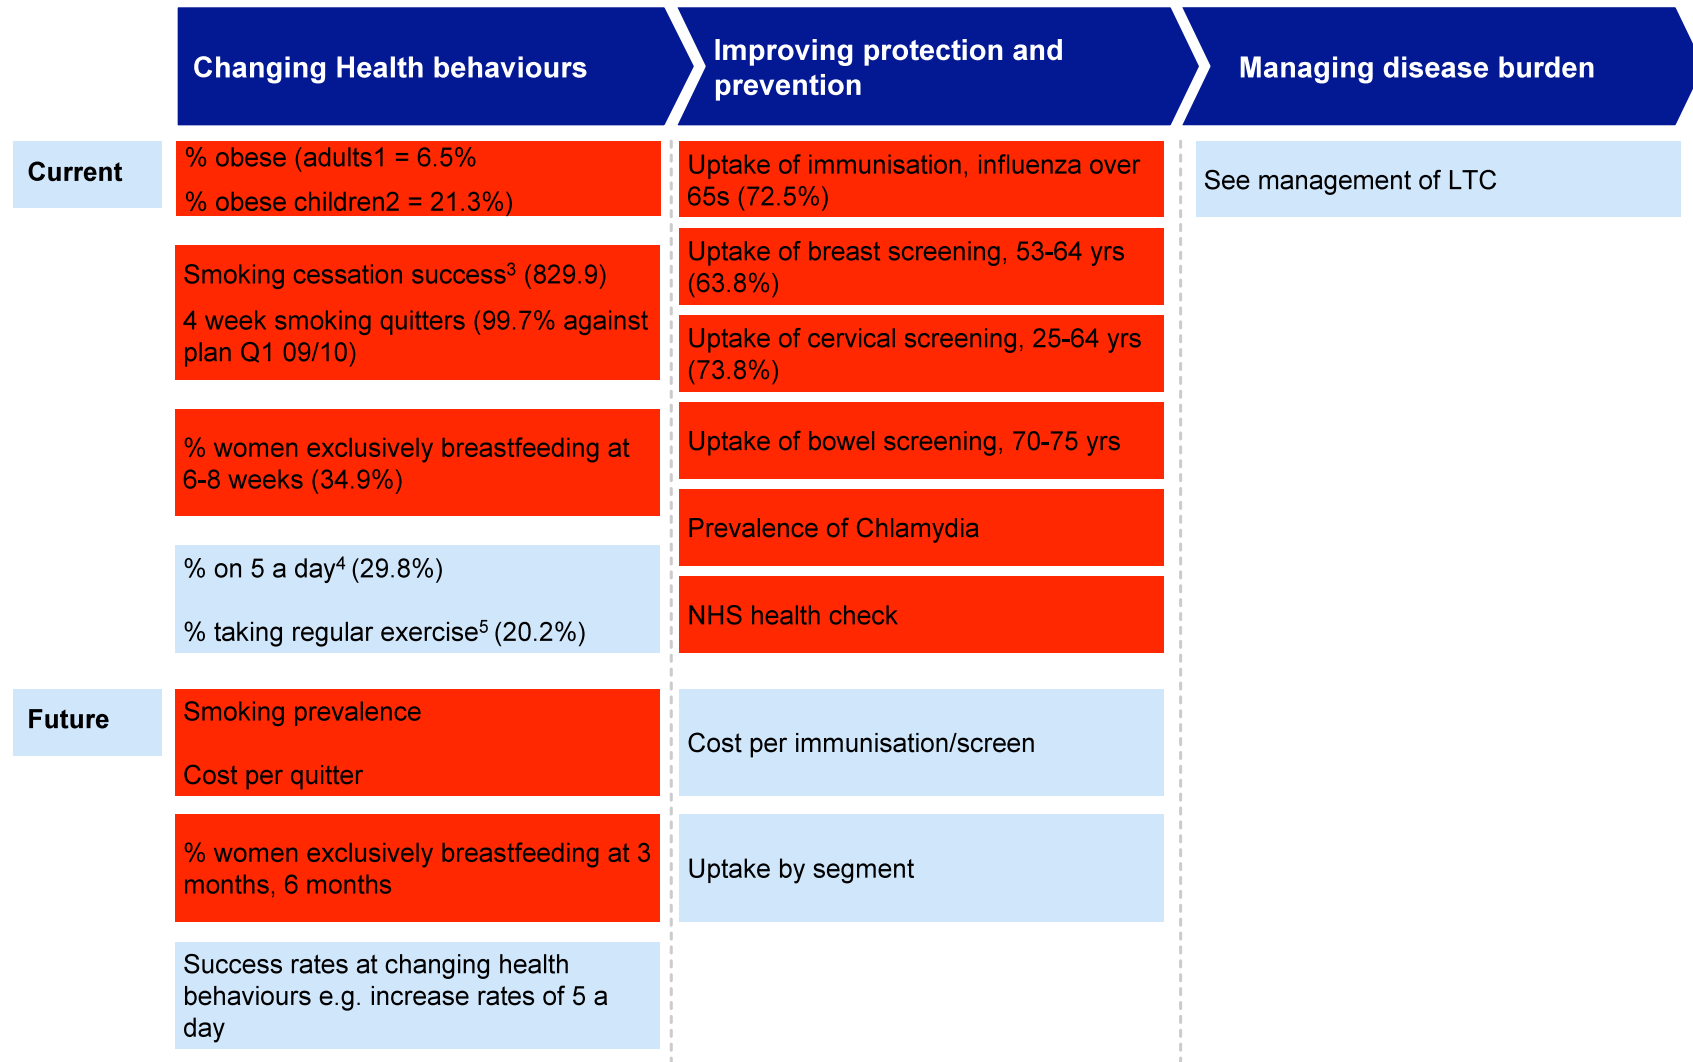 Changing Health behaviours
Improving protection and
prevention
Managing disease burden
Current
% obese (adults1 = 6.5%
% obese children2 = 21.3%)
Smoking cessation success³ (829.9)
4 week smoking quitters (99.7% against
plan Q1 09/10)
% women exclusively breastfeeding at
6-8 weeks (34.9%)
% on 5 a day⁴ (29.8%)
% taking regular exercise⁵ (20.2%)
Uptake of immunisation, influenza over
65s (72.5%)
Uptake of breast screening, 53-64 yrs
(63.8%)
Uptake of cervical screening, 25-64 yrs
(73.8%)
Uptake of bowel screening, 70-75 yrs
Prevalence of Chlamydia
NHS health check
See management of LTC
Future
Smoking prevalence
Cost per quitter
% women exclusively breastfeeding at 3
months, 6 months
Success rates at changing health
behaviours e.g. increase rates of 5 a
day
Cost per immunisation/screen
Uptake by segment